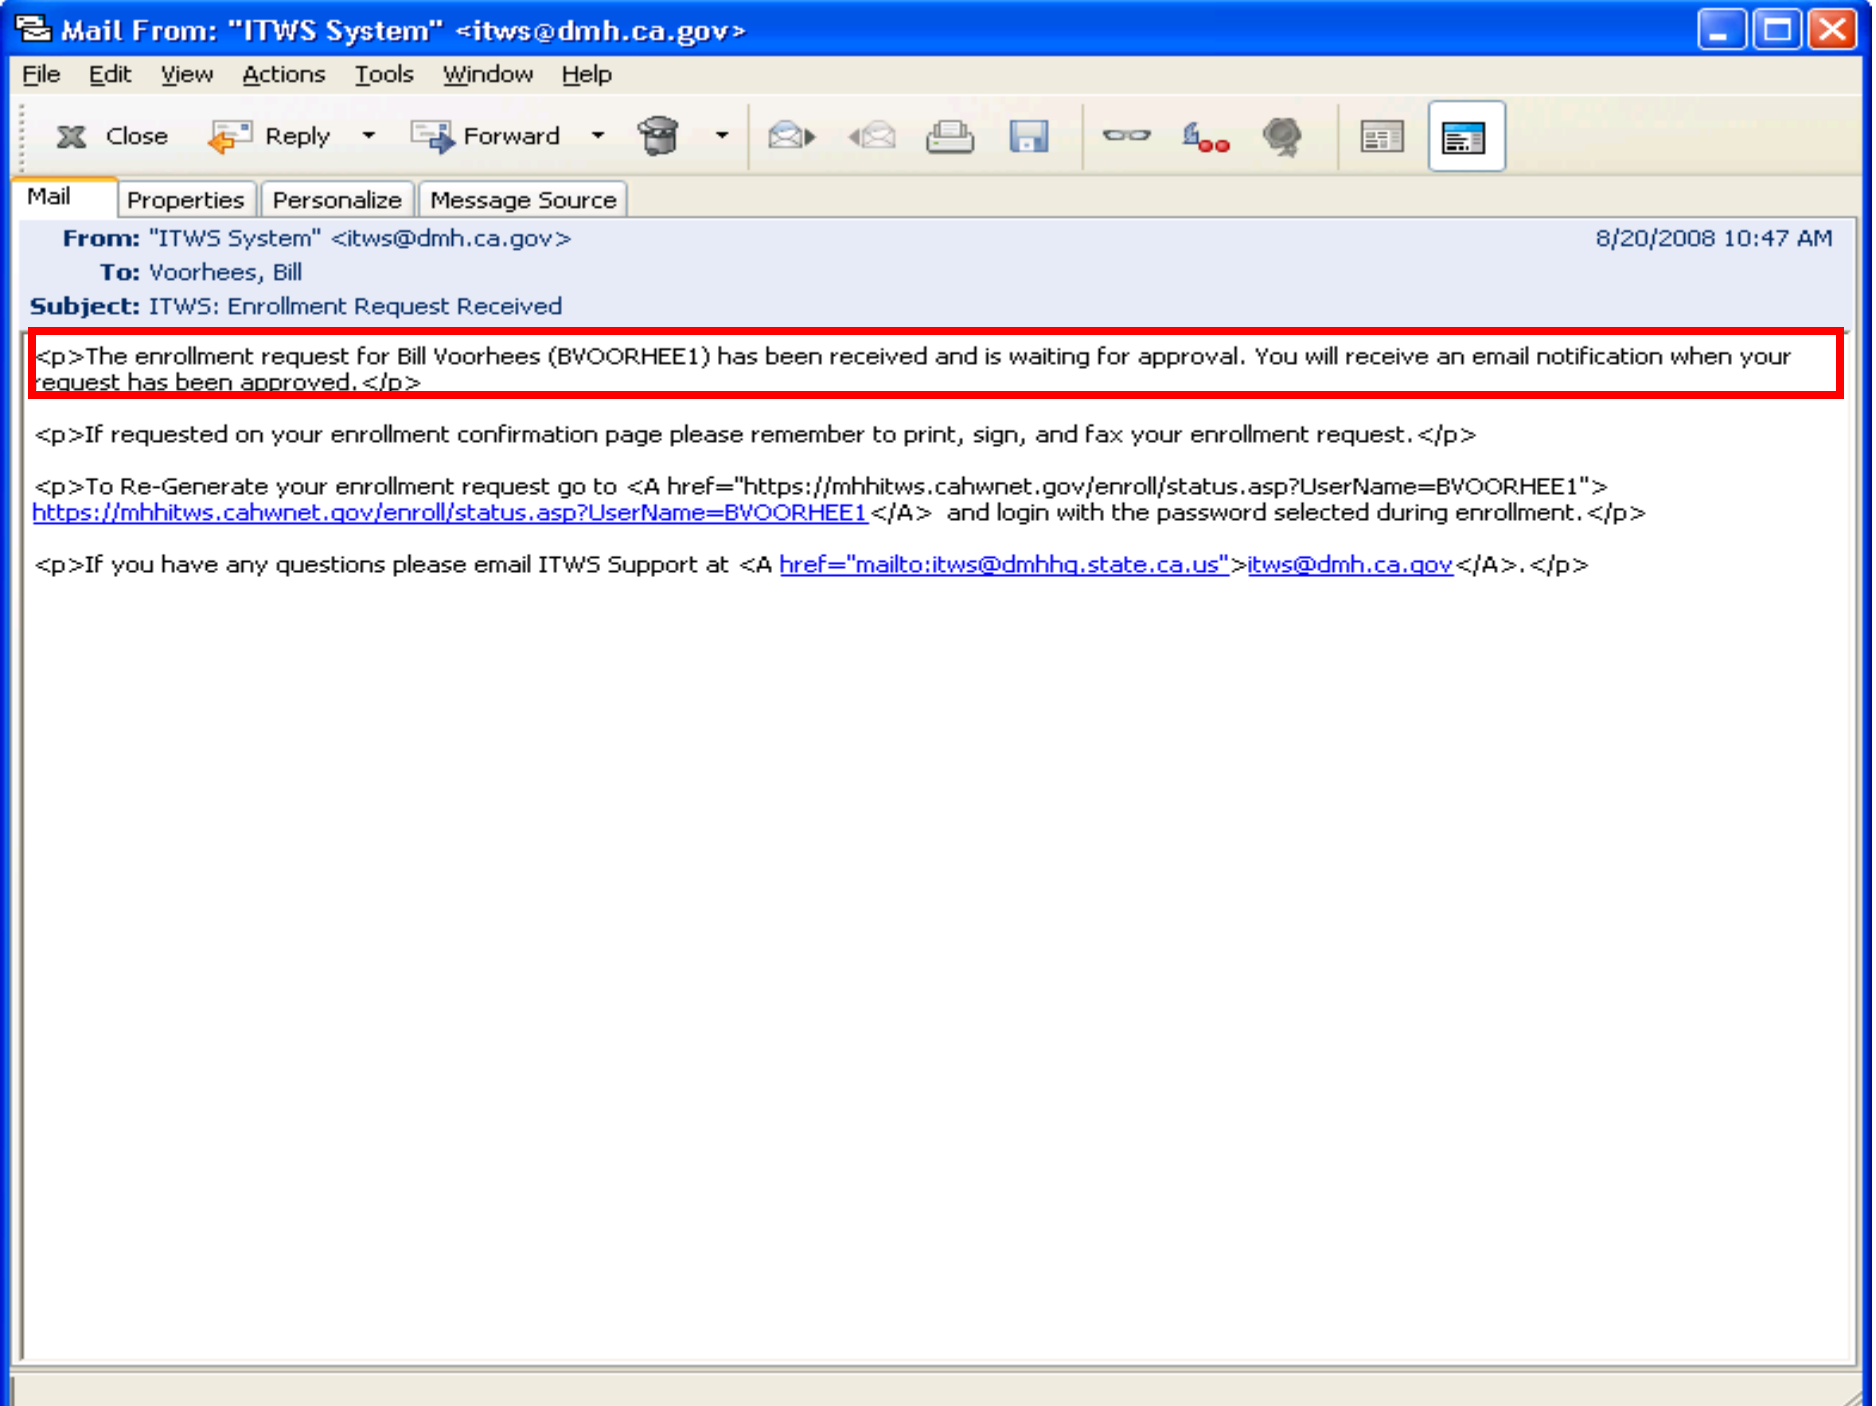 Mail From: "ITWS System" <itws@dmh.ca.gov>
File Edit View Actions Tools Window Help
Close Reply Forward
Mail Properties Personalize Message Source
From: "ITWS System" <itws@dmh.ca.gov> 8/20/2008 10:47 AM
To: Voorhees, Bill
Subject: ITWS: Enrollment Request Received
<p>The enrollment request for Bill Voorhees (BVOORHEE1) has been received and is waiting for approval. You will receive an email notification when your
request has been approved.</p>
<p>If requested on your enrollment confirmation page please remember to print, sign, and fax your enrollment request.</p>
<p>To Re-Generate your enrollment request go to <A href="https://mhhitws.cahwnet.gov/enroll/status.asp?UserName=BVOORHEE1">
https://mhhitws.cahwnet.gov/enroll/status.asp?UserName=BVOORHEE1</A> and login with the password selected during enrollment.</p>
<p>If you have any questions please email ITWS Support at <A href="mailto:itws@dmhhq.state.ca.us">itws@dmh.ca.gov</A>.</p>